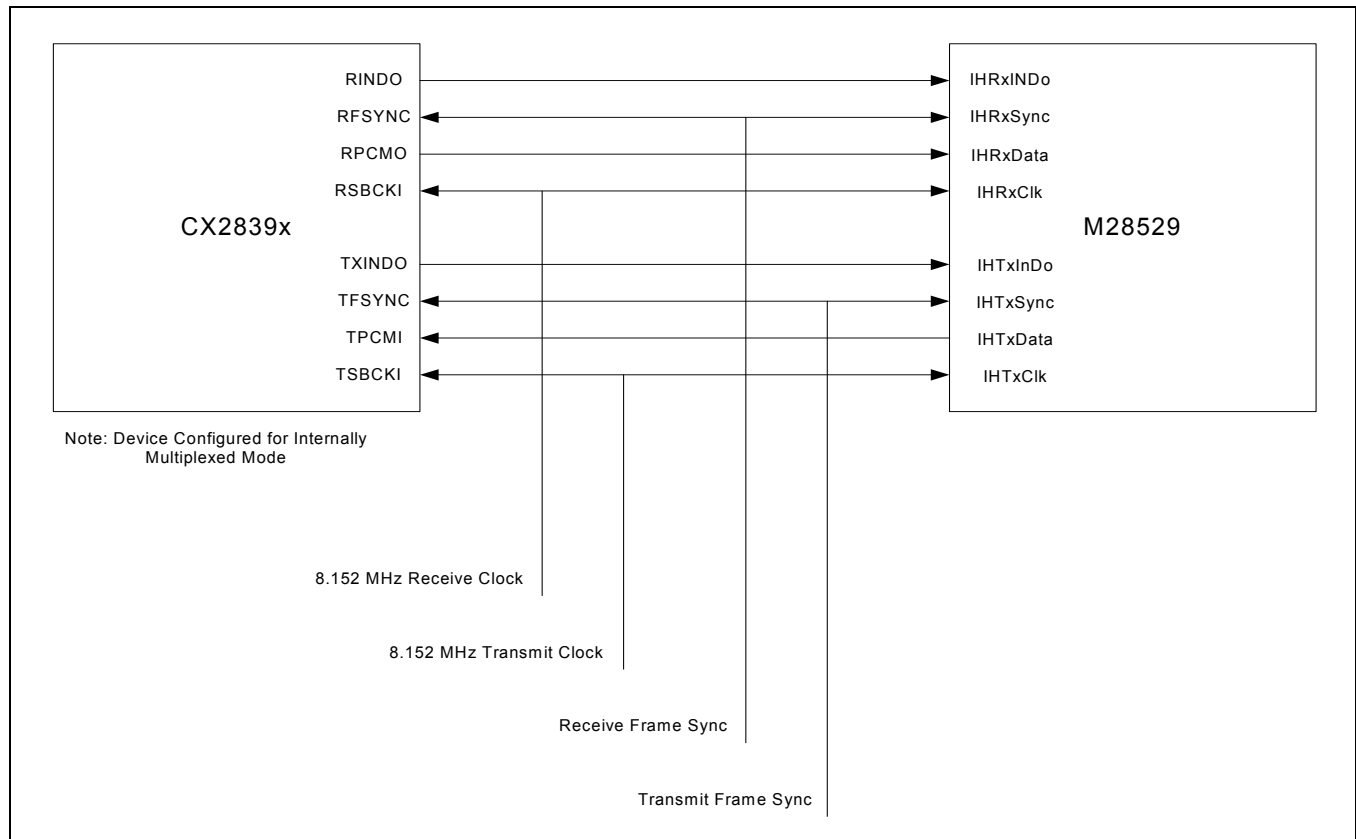 RINDO
RFSYNC
RPCMO
RSBCKI
CX2839x
TXINDO
TFSYNC
TPCMI
TSBCKI
IHRxINDo
IHRxSync
IHRxData
IHRxClk
M28529
IHTxInDo
IHTxSync
IHTxData
IHTxClk
Note: Device Configured for Internally
Multiplexed Mode
8.152 MHz Receive Clock
8.152 MHz Transmit Clock
Receive Frame Sync
Transmit Frame Sync